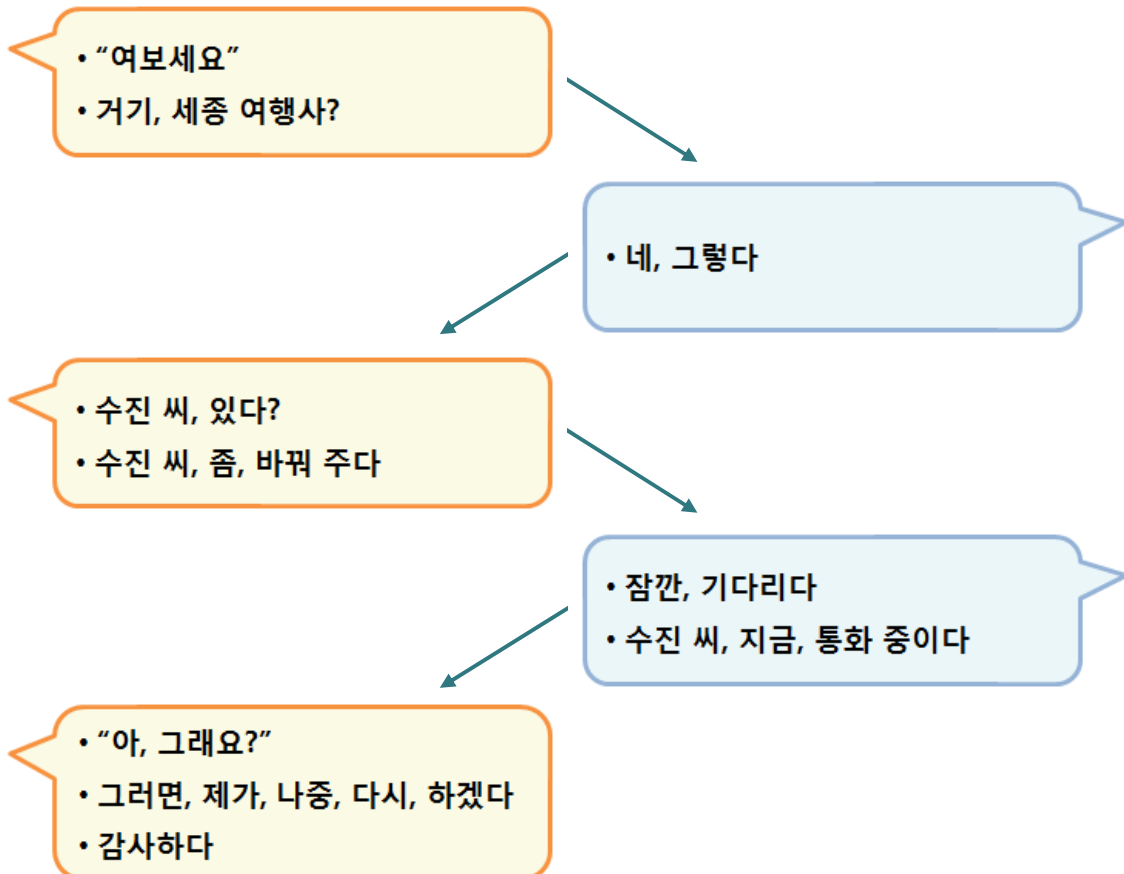 • “여보세요”
• 거기, 세종 여행사?
• 네, 그렇다
• 수진 씨, 있다?
• 수진 씨, 좀, 바꿔 주다
• 잠깐, 기다리다
• 수진 씨, 지금, 통화 중이다
• “아, 그래요?”
• 그러면, 제가, 나중, 다시, 하겠다
• 감사하다